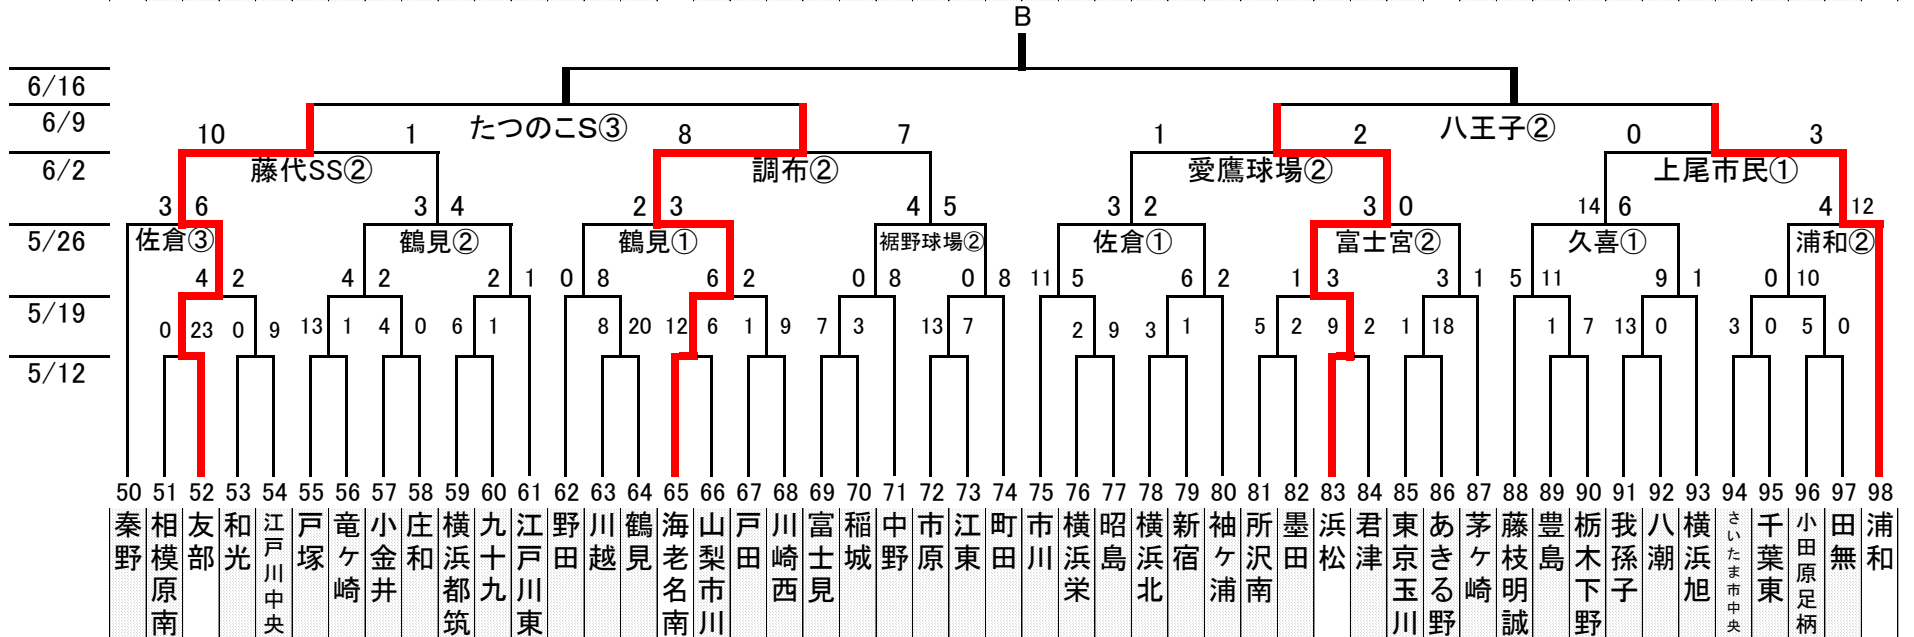 B
6/16
6/9
10 1 たつのこS③ 8 7 1 2 八王子② 0 3
6/2 藤代SS② 調布② 愛鷹球場② 上尾市民①
3 6 3 4 2 3 4 5 3 2 3 0 14 6 4 12
5/26 佐倉③ 鶴見② 鶴見① 裾野球場② 佐倉① 富士宮② 久喜① 浦和②
4 2 4 2 2 1 0 8 6 2 0 8 0 8 11 5 6 2 1 3 3 1 5 11 9 1 0 10
5/19 0 23 0 9 13 1 4 0 6 1 8 20 12 6 1 9 7 3 13 7 2 9 3 1 5 2 9 2 1 18 1 7 13 0 3 0 5 0
5/12
50 51 52 53 54 55 56 57 58 59 60 61 62 63 64 65 66 67 68 69 70 71 72 73 74 75 76 77 78 79 80 81 82 83 84 85 86 87 88 89 90 91 92 93 94 95 96 97 98
秦野
相模原南
友部
和光
江戸川中央
戸塚
竜ヶ崎
小金井
庄和
横浜都筑
九十九
江戸川東
野田
川越
鶴見
海老名南
山梨市川
戸田
川崎西
富士見
稲城
中野
市原
江東
町田
市川
横浜栄
昭島
横浜北
新宿
袖ヶ浦
所沢南
墨田
浜松
君津
東京玉川
あきる野
茅ヶ崎
藤枝明誠
豊島
栃木下野
我孫子
八潮
横浜旭
さいたま市中央
千葉東
小田原足柄
田無
浦和